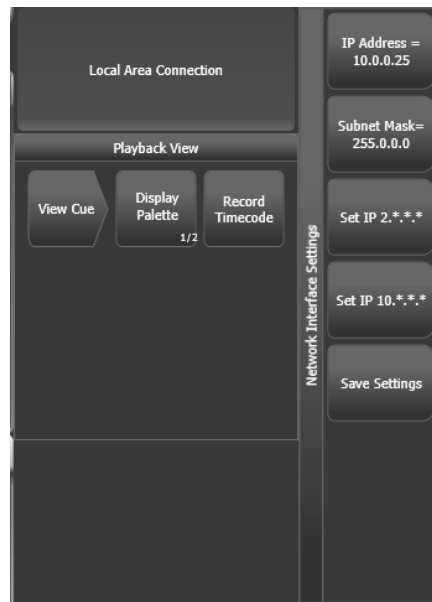 Local Area Connection
Playback View
View Cue
Display
Palette
1/2
Record
Timecode
Network Interface Settings
IP Address =
10.0.0.25
Subnet Mask=
255.0.0.0
Set IP 2.*.*.*
Set IP 10.*.*.*
Save Settings